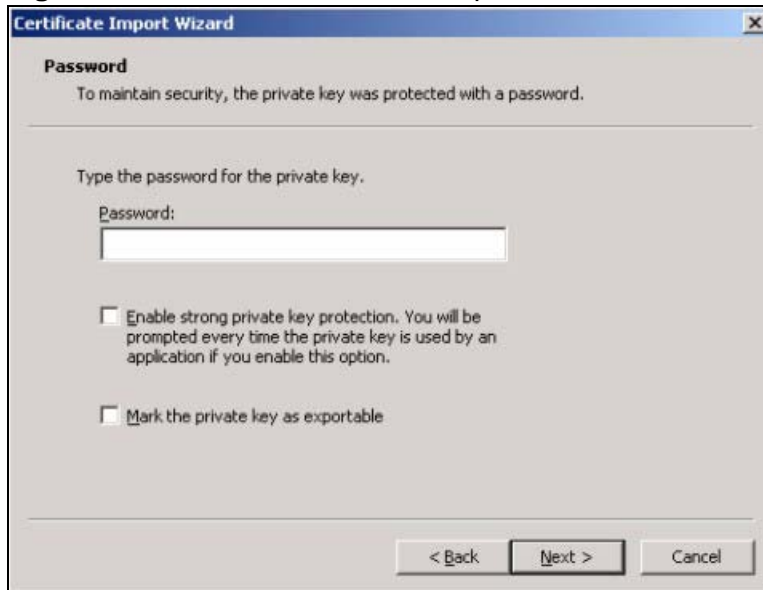 Certificate Import Wizard
Password
To maintain security, the private key was protected with a password.
Type the password for the private key.
Password:
Enable strong private key protection. You will
prompted every time the private key is used by an
application if you enable this option.
Mark the private key as exportable
< Back Next > Cancel